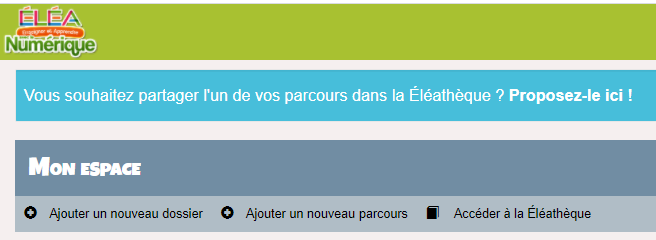 ÉLÉA
Enseigner et Apprendre
Numérique
Vous souhaitez partager l'un de vos parcours dans la Éléathèque ? Proposez-le ici !
Mon espace
Ajouter un nouveau dossier Ajouter un nouveau parcours Accéder à la Éléathèque